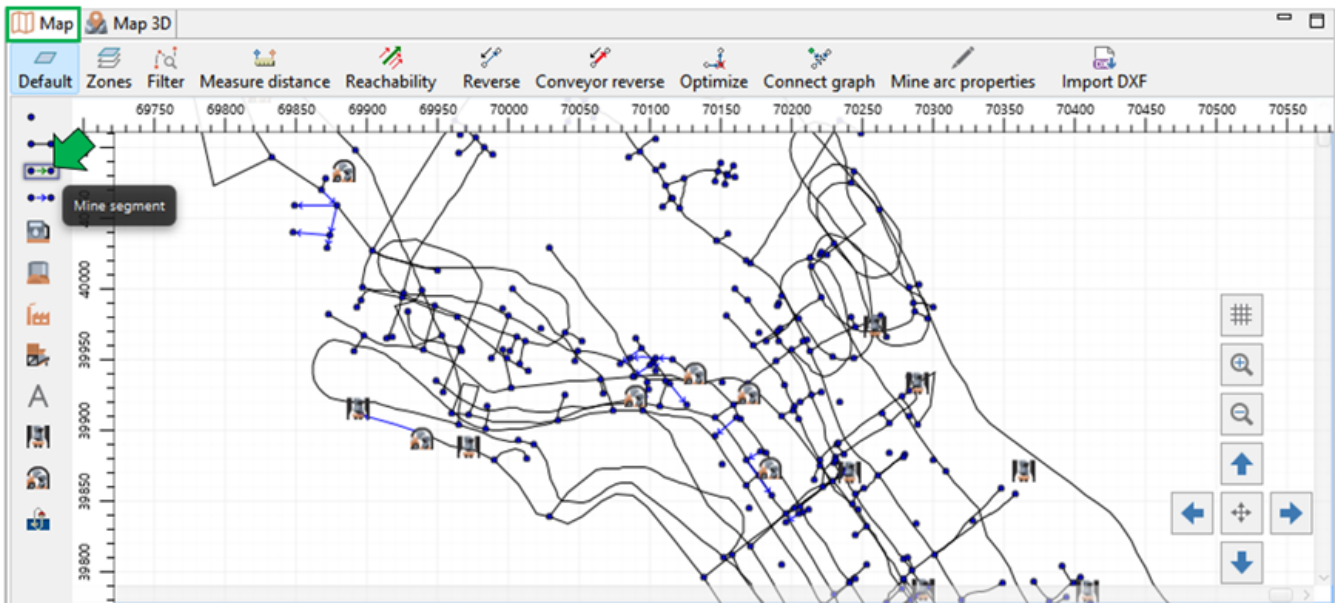 Map Map 3D
Default Zones Filter Measure distance Reachability Reverse Conveyor reverse Optimize Connect graph Mine arc properties Import DXF
69750 69800 69850 69900 69950 70000 70050 70100 70150 70200 70250 70300 70350 70400 70450 70500 70550
Mine segment
40000
39950
39900
39850
39800
A